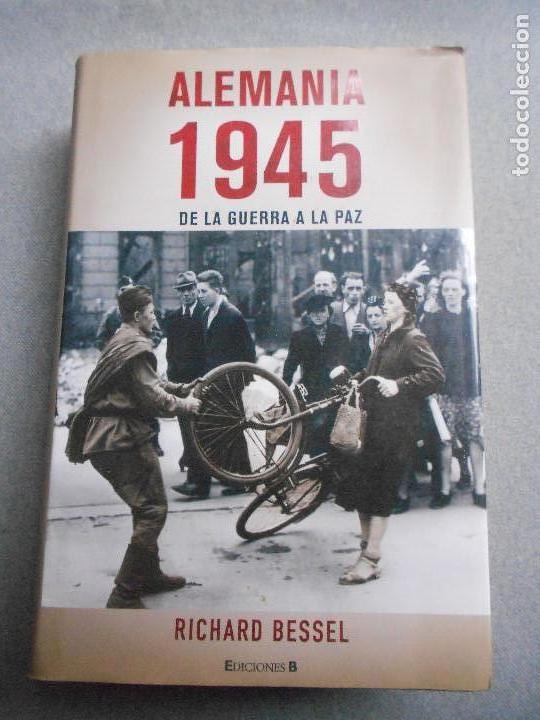 ALEMANIA
1945
DE LA GUERRA A LA PAZ
RICHARD BESSEL
EDICIONES B
todocoleccion